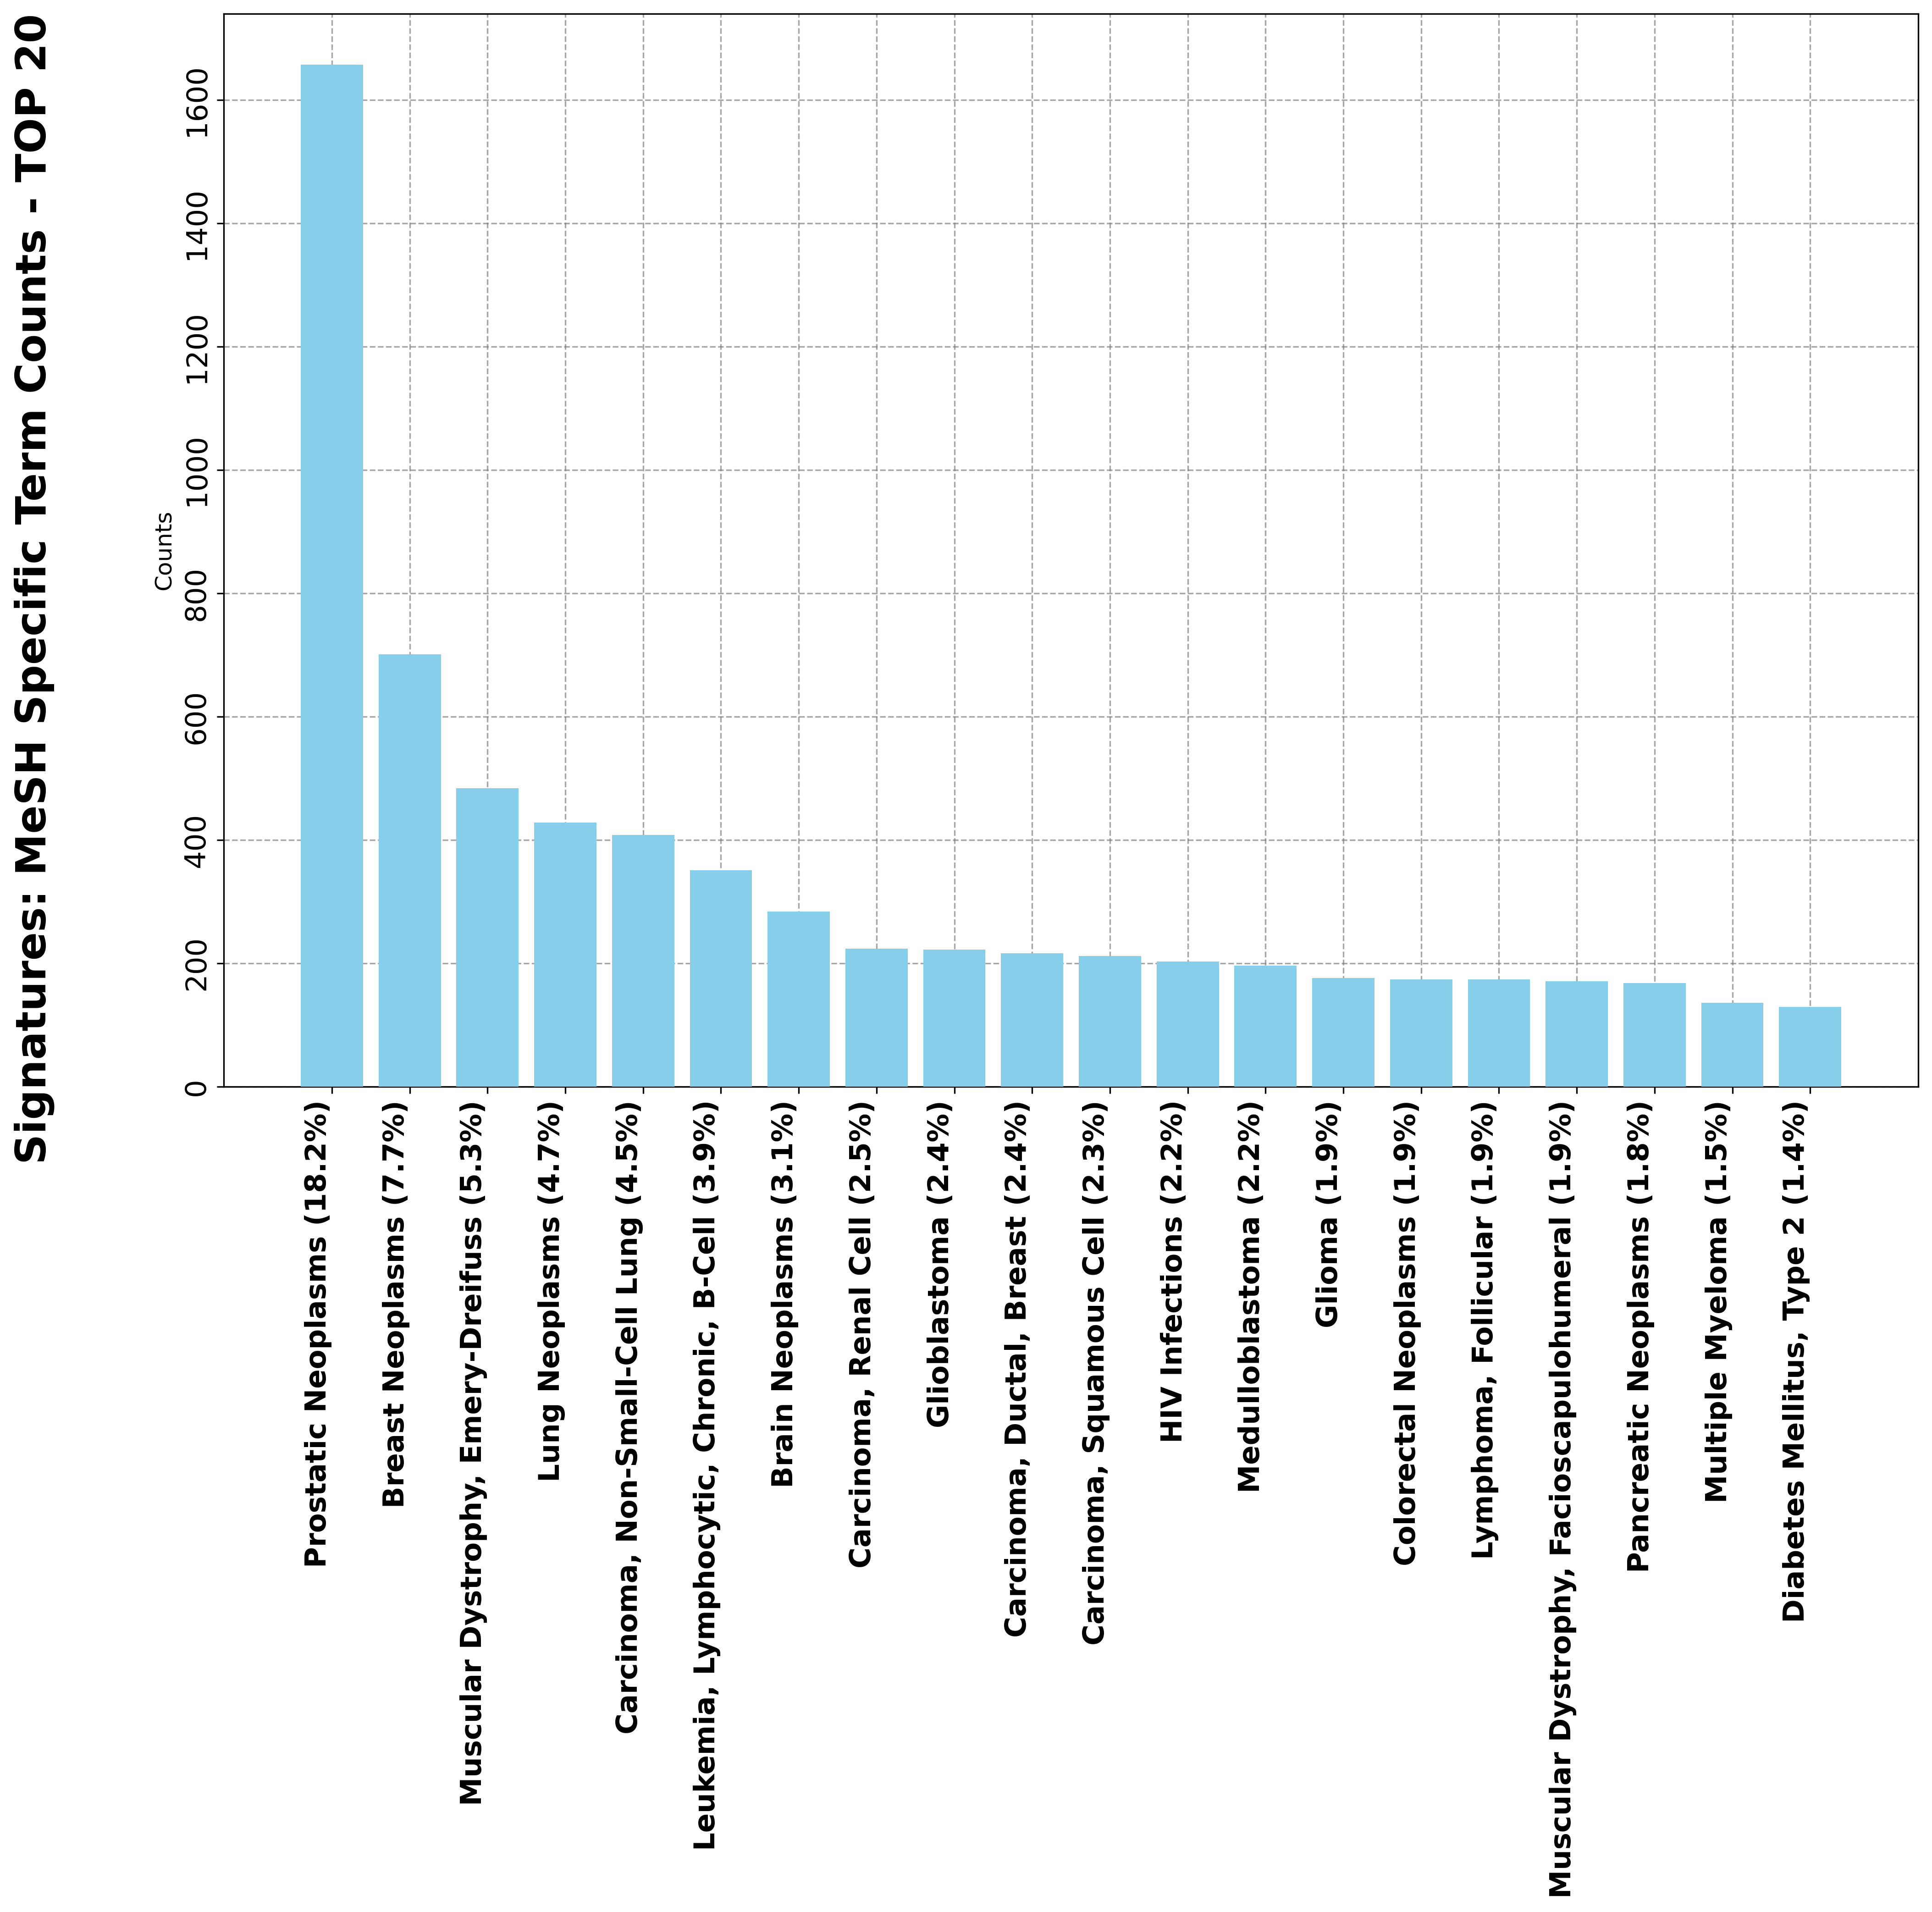 Signatures: MeSH Specific Term Counts - TOP 20
Counts
1600
1400
1200
1000
800
600
400
200
0
Prostatic Neoplasms (18.2%)
Breast Neoplasms (7.7%)
Muscular Dystrophy, Emery-Dreifuss (5.3%)
Lung Neoplasms (4.7%)
Carcinoma, Non-Small-Cell Lung (4.5%)
Leukemia, Lymphocytic, Chronic, B-Cell (3.9%)
Brain Neoplasms (3.1%)
Carcinoma, Renal Cell (2.5%)
Glioblastoma (2.4%)
Carcinoma, Ductal, Breast (2.4%)
Carcinoma, Squamous Cell (2.3%)
HIV Infections (2.2%)
Medulloblastoma (2.2%)
Glioma (1.9%)
Colorectal Neoplasms (1.9%)
Lymphoma, Follicular (1.9%)
Muscular Dystrophy, Facioscapulohumeral (1.9%)
Pancreatic Neoplasms (1.8%)
Multiple Myeloma (1.5%)
Diabetes Mellitus, Type 2 (1.4%)